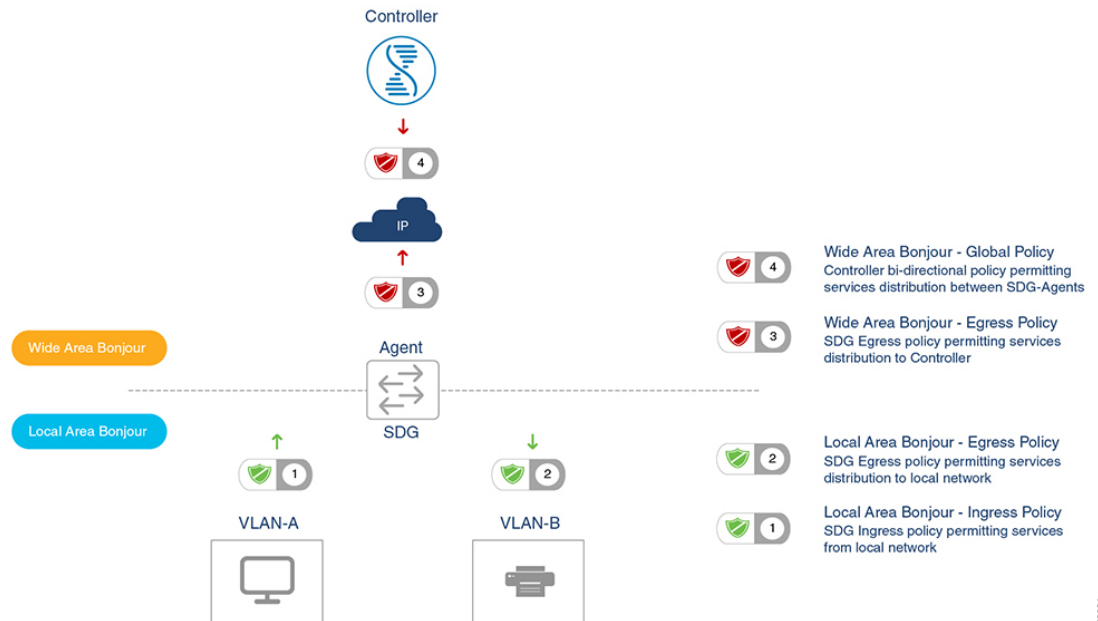 Controller
4
IP
3
Wide Area Bonjour
Agent
SDG
Local Area Bonjour
1
2
VLAN-A
VLAN-B
4
Wide Area Bonjour - Global Policy
Controller bi-directional policy permitting
services distribution between SDG-Agents
3
Wide Area Bonjour - Egress Policy
SDG Egress policy permitting services
distribution to Controller
2
Local Area Bonjour - Egress Policy
SDG Egress policy permitting services
distribution to local network
1
Local Area Bonjour - Ingress Policy
SDG Ingress policy permitting services
from local network